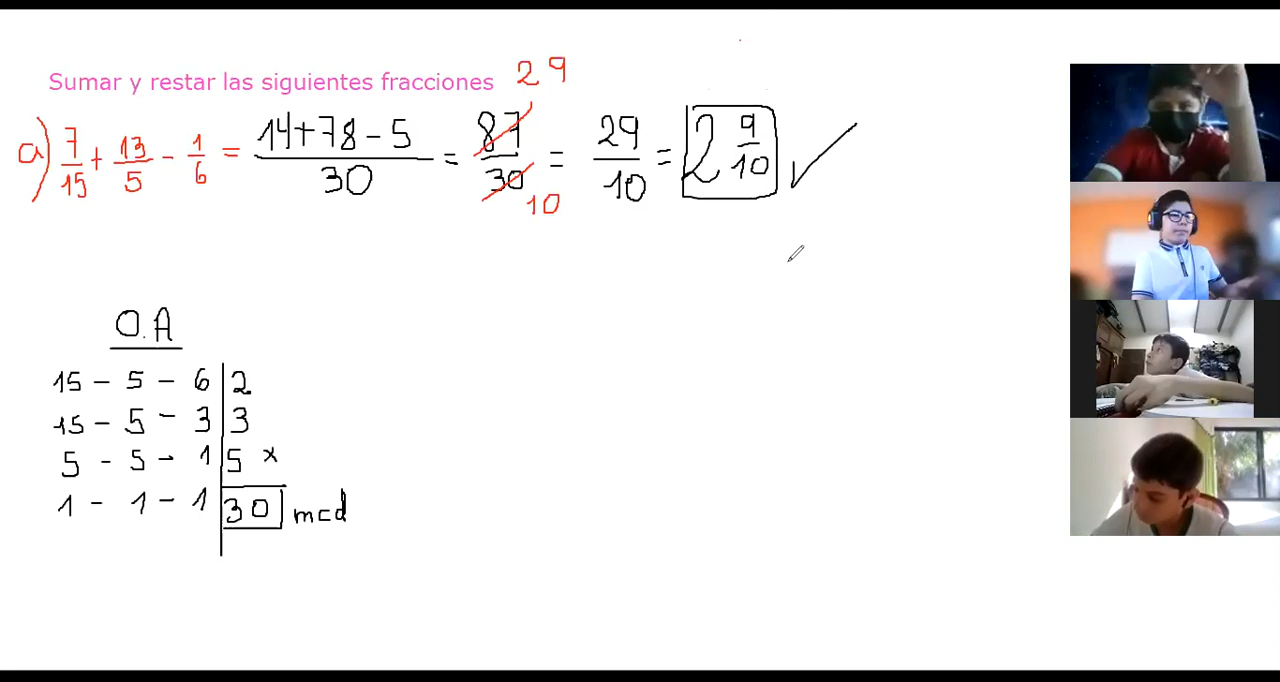 Sumar y restar las siguientes fracciones
a) 7/15 + 13/5 - 1/6 = 14+78-5/30 = 87/30 = 29/10 = 2 9/10 ✓
29
10
O.A
15 - 5 - 6 | 2
15 - 5 - 3 | 3
5 - 5 - 1 | 5 x
1 - 1 - 1 | 30 mcd